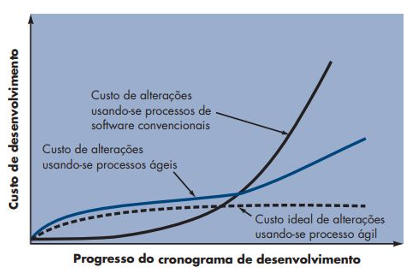 Custo de desenvolvimento
Custo de alterações
usando-se processos de
software convencionais
Custo de alterações
usando-se processos ágeis
Custo ideal de alterações
usando-se processo ágil
Progresso do cronograma de desenvolvimento